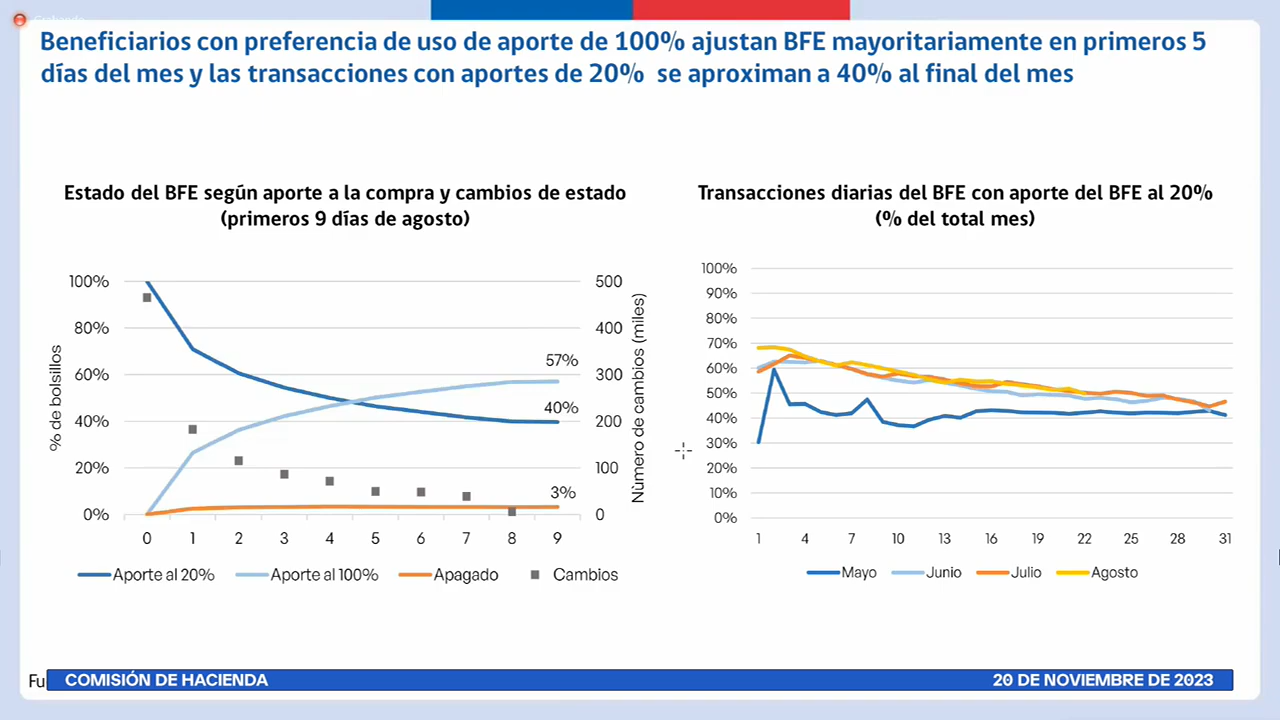 Grabando
Beneficiarios con preferencia de uso de aporte de 100% ajustan BFE mayoritariamente en primeros 5
días del mes y las transacciones con aportes de 20% se aproximan a 40% al final del mes
Estado del BFE según aporte a la compra y cambios de estado
(primeros 9 días de agosto)
% de bolsillos
100%
80%
60%
40%
20%
0%
57%
40%
3%
500
400
300
200
100
0
Nùmero de cambios (miles)
0 1 2 3 4 5 6 7 8 9
Aporte al 20% Aporte al 100% Apagado Cambios
Transacciones diarias del BFE con aporte del BFE al 20%
(% del total mes)
100%
90%
80%
70%
60%
50%
40%
30%
20%
10%
0%
1 4 7 10 13 16 19 22 25 28 31
Mayo Junio Julio Agosto
Fu
COMISIÓN DE HACIENDA 20 DE NOVIEMBRE DE 2023